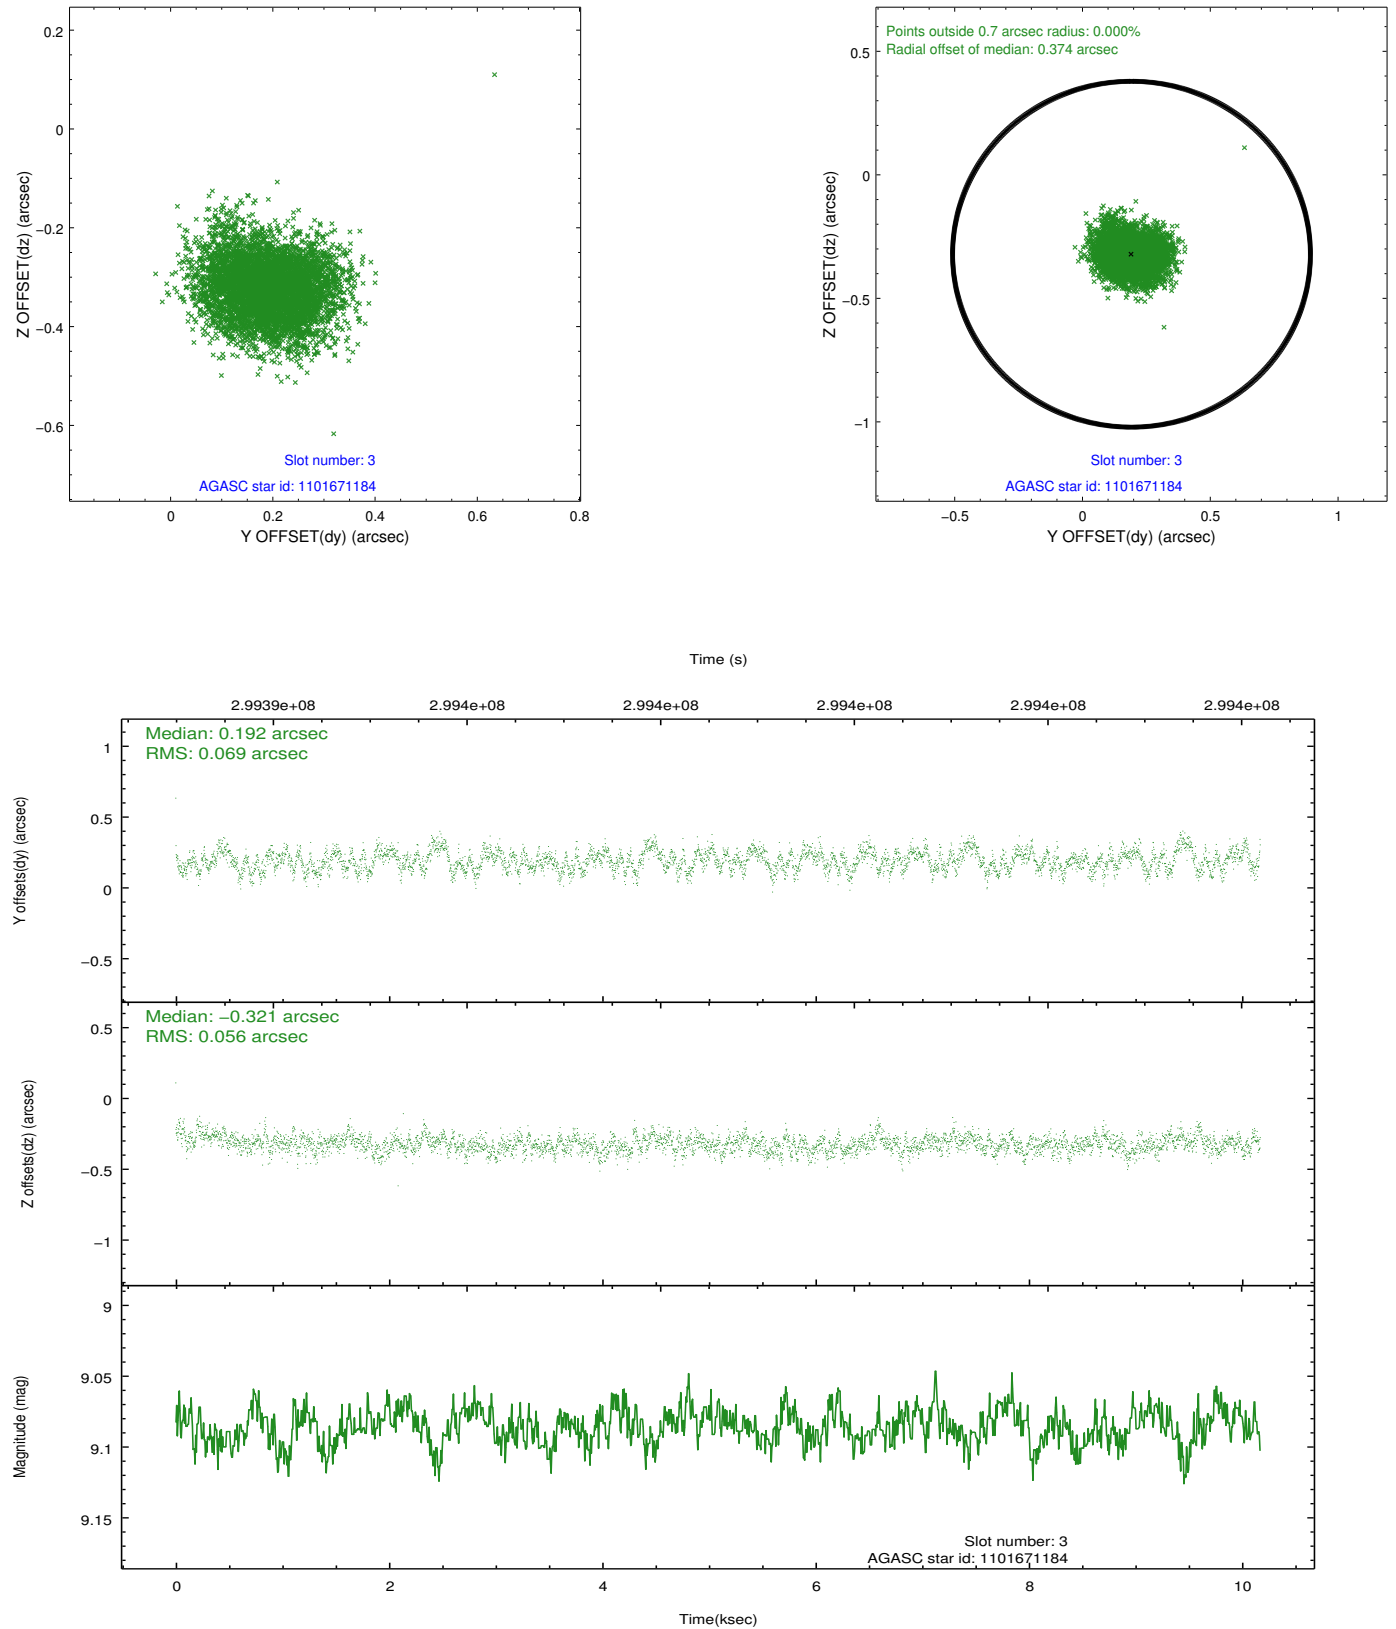 0.2
0
−0.2
−0.4
−0.6
Z OFFSET(dz) (arcsec)
Slot number: 3
AGASC star id: 1101671184
0
0.2
0.4
0.6
0.8
Y OFFSET(dy) (arcsec)
Points outside 0.7 arcsec radius: 0.000%
Radial offset of median: 0.374 arcsec
0.5
0
−0.5
−1
Z OFFSET(dz) (arcsec)
Slot number: 3
AGASC star id: 1101671184
−0.5
0
0.5
1
Y OFFSET(dy) (arcsec)
Time (s)
2.9939e+08
2.994e+08
2.994e+08
2.994e+08
2.994e+08
2.994e+08
Median: 0.192 arcsec
RMS: 0.069 arcsec
1
0.5
0
−0.5
Y offsets(dy) (arcsec)
Median: −0.321 arcsec
RMS: 0.056 arcsec
0.5
0
−0.5
−1
Z offsets(dz) (arcsec)
9
9.05
9.1
9.15
Magnitude (mag)
Slot number: 3
AGASC star id: 1101671184
0
2
4
6
8
10
Time(ksec)